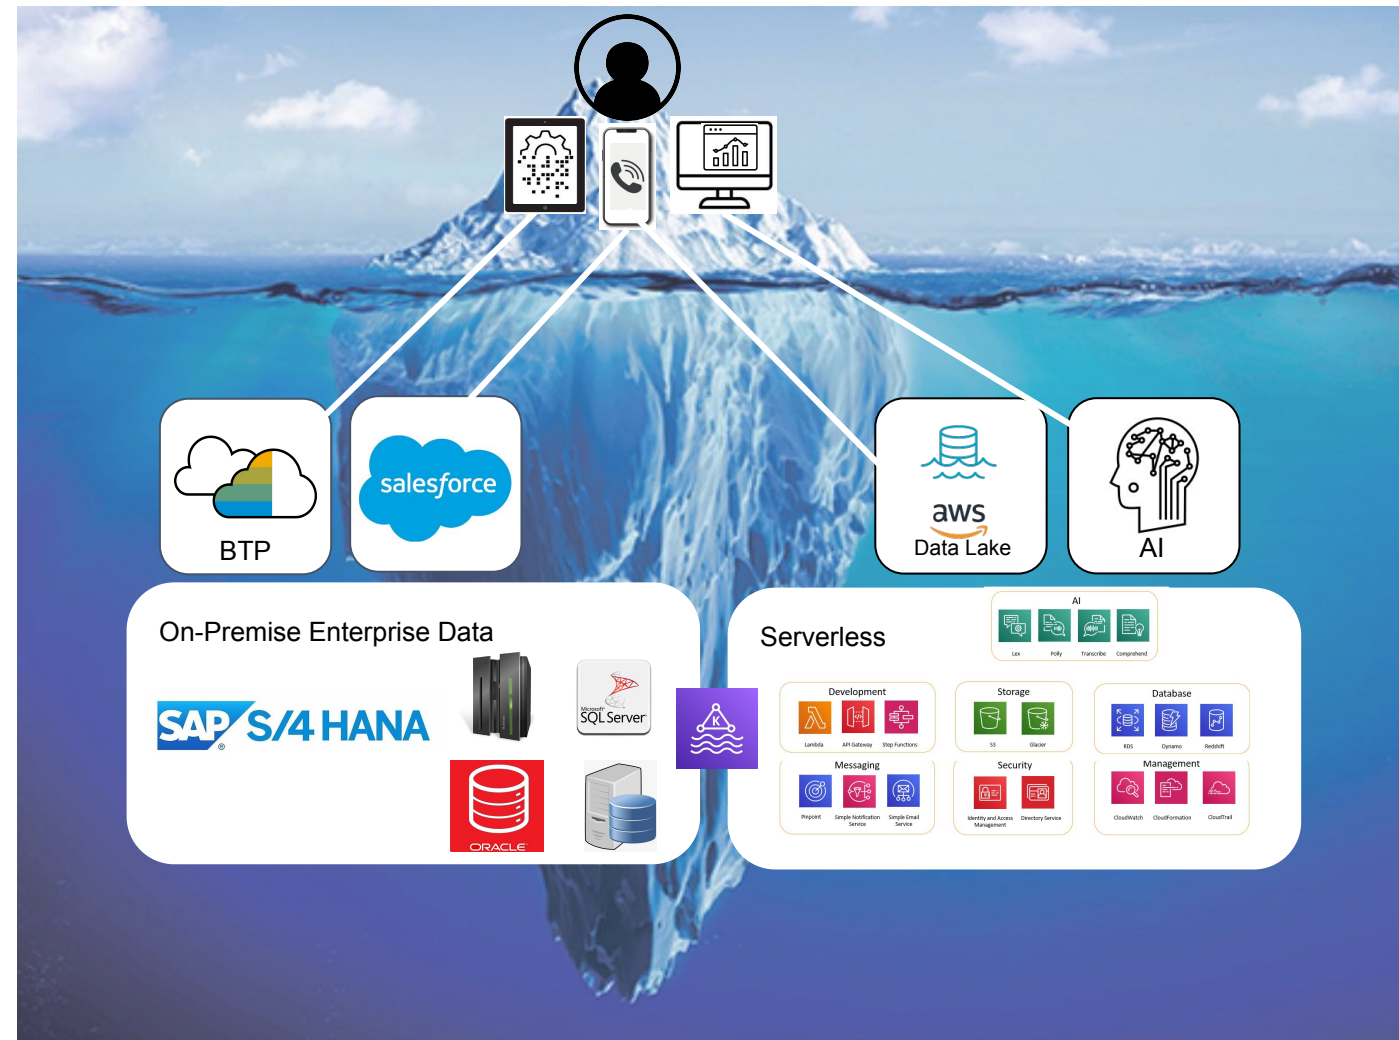 salesforce
BTP
aws
Data Lake
AI
On-Premise Enterprise Data
SAP S/4 HANA
®
Microsoft®
SQL Server
ORACLE
K
Serverless
AI
Lex
Polly
Transcribe
Comprehend
Development
Lambda
API Gateway
Step Functions
Storage
S3
Glacier
Database
RDS
Dynamo
Redshift
Messaging
Pinpoint
Simple Notification
Service
Simple Email
Service
Security
Identity and Access
Management
Directory Service
Management
CloudWatch
CloudFormation
CloudTrail